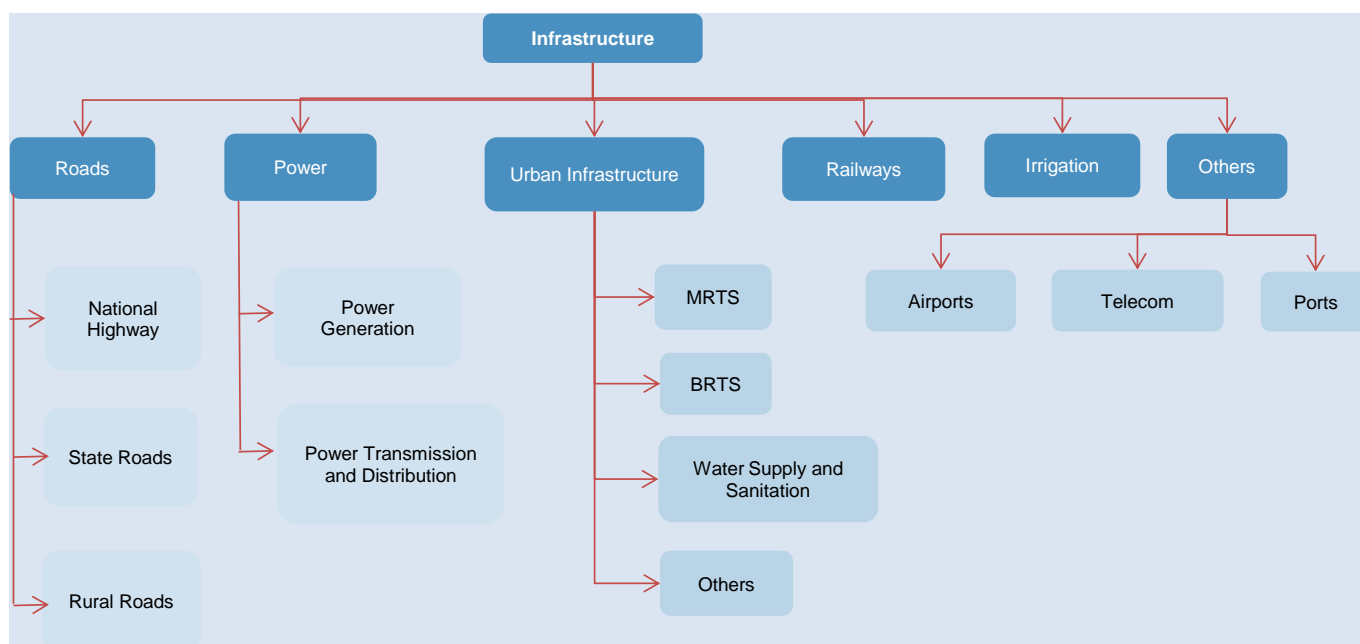 Infrastructure
Roads
Power
Urban Infrastructure
Railways
Irrigation
Others
National
Highway
State Roads
Rural Roads
Power
Generation
Power Transmission
and Distribution
MRTS
BRTS
Water Supply and
Sanitation
Others
Airports
Telecom
Ports